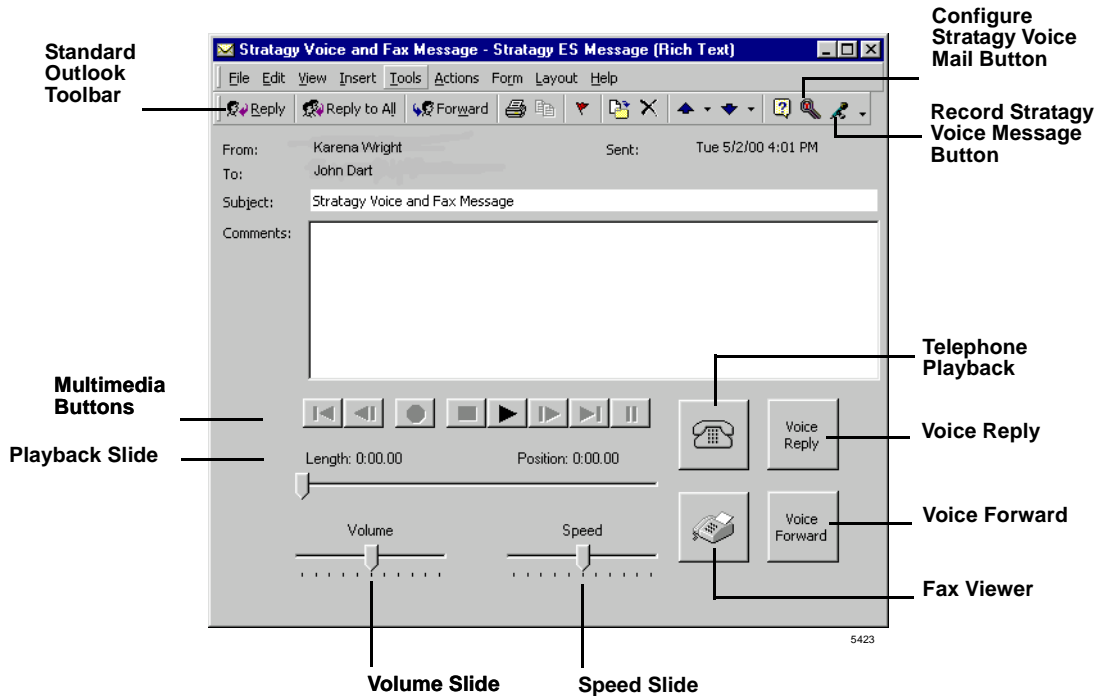 Configure
Stratagy Voice
Mail Button
Standard
Outlook
Toolbar
Stratagy Voice and Fax Message - Stratagy ES Message (Rich Text)
File Edit View Insert Tools Actions Form Layout Help
Reply Reply to All Forward
Record Stratagy
Voice Message
Button
From: Karena Wright Sent: Tue 5/2/00 4:01 PM
To: John Dart
Subject: Stratagy Voice and Fax Message
Comments:
Telephone
Playback
Multimedia
Buttons
Voice
Reply
Voice Reply
Playback Slide
Length: 0:00.00 Position: 0:00.00
Volume Speed
Voice
Forward
Voice Forward
Fax Viewer
5423
Volume Slide Speed Slide